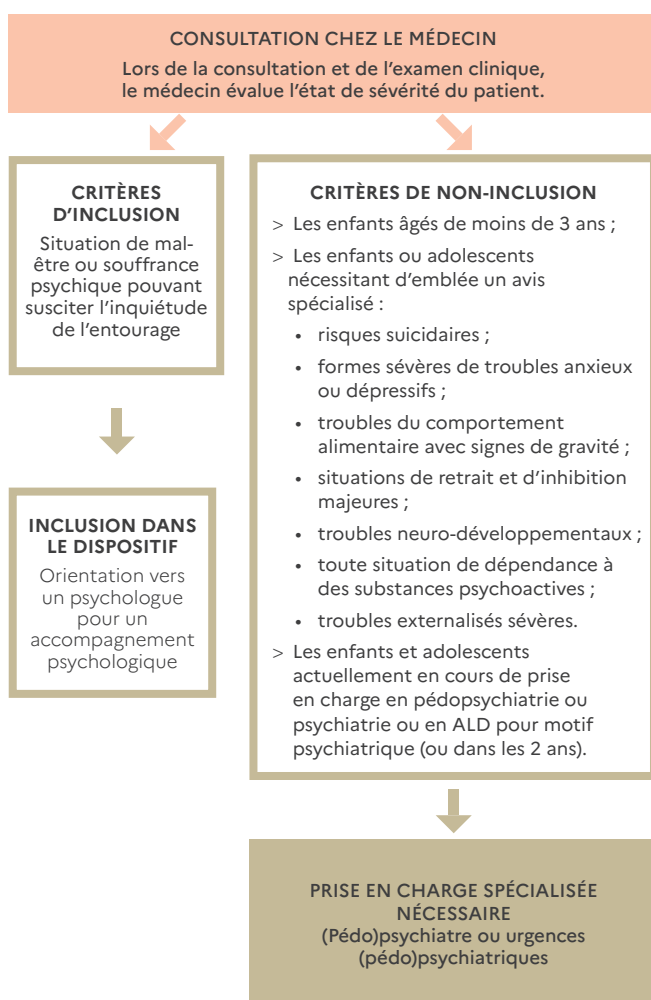 CONSULTATION CHEZ LE MÉDECIN
Lors de la consultation et de l'examen clinique,
le médecin évalue l'état de sévérité du patient.
CRITÈRES
D'INCLUSION
Situation de mal-
être ou souffrance
psychique pouvant
susciter l'inquiétude
de l'entourage
INCLUSION DANS
LE DISPOSITIF
Orientation vers
un psychologue
pour un
accompagnement
psychologique
CRITÈRES DE NON-INCLUSION
> Les enfants âgés de moins de 3 ans ;
> Les enfants ou adolescents
nécessitant d'emblée un avis
spécialisé :
• risques suicidaires ;
• formes sévères de troubles anxieux
ou dépressifs ;
• troubles du comportement
alimentaire avec signes de gravité ;
• situations de retrait et d'inhibition
majeures ;
• troubles neuro-développementaux ;
• toute situation de dépendance à
des substances psychoactives ;
• troubles externalisés sévères.
> Les enfants et adolescents
actuellement en cours de prise
en charge en pédopsychiatrie ou
psychiatrie ou en ALD pour motif
psychiatrique (ou dans les 2 ans).
PRISE EN CHARGE SPÉCIALISÉE
NÉCESSAIRE
(Pédo)psychiatre ou urgences
(pédo)psychiatriques